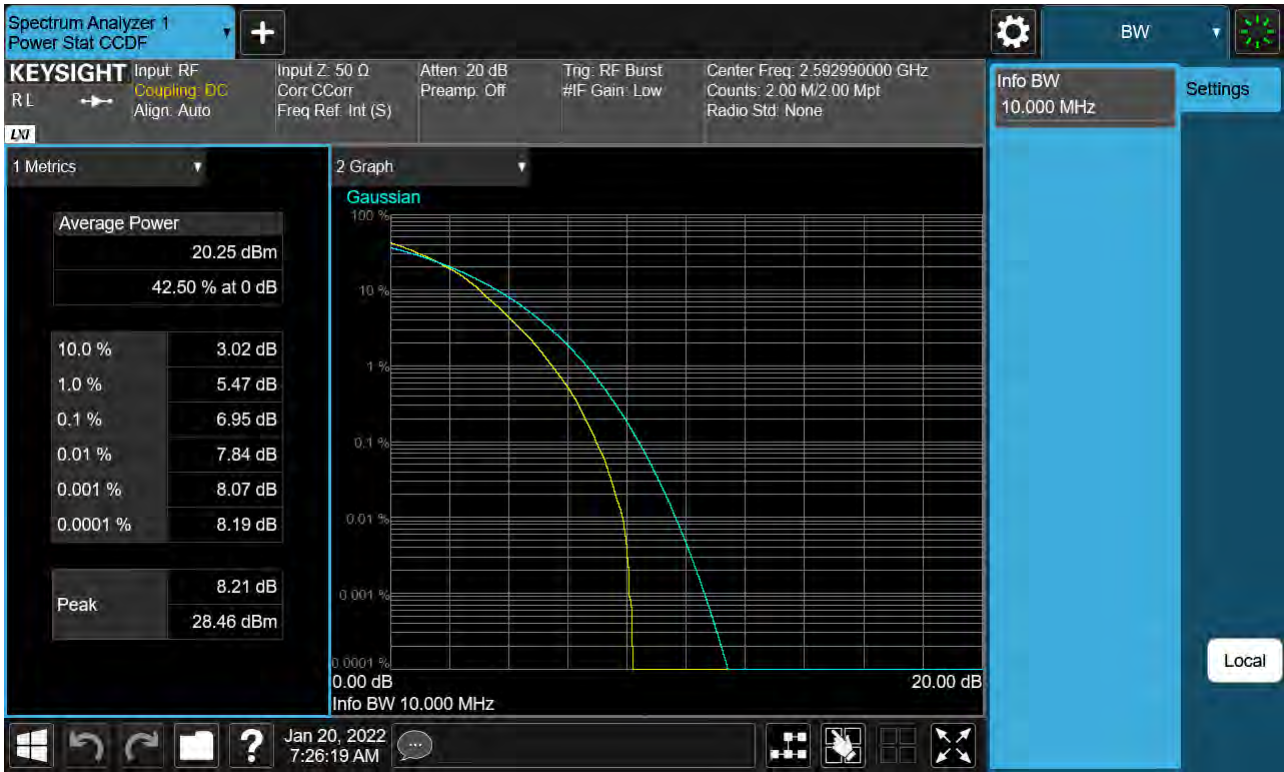 Spectrum Analyzer 1
Power Stat CCDF
▼
+
BW
▼
KEYSIGHT
RL
LXI
Input: RF
Coupling: DC
Align: Auto
Input Z: 50 Ω
Corr CCorr
Freq Ref: Int (S)
Atten: 20 dB
Preamp: Off
Trig: RF Burst
#IF Gain: Low
Center Freq: 2.592990000 GHz
Counts: 2.00 M/2.00 Mpt
Radio Std: None
Info BW
10.000 MHz
Settings
1 Metrics ▼
Average Power
20.25 dBm
42.50 % at 0 dB
10.0 % 3.02 dB
1.0 % 5.47 dB
0.1 % 6.95 dB
0.01 % 7.84 dB
0.001 % 8.07 dB
0.0001 % 8.19 dB
Peak
8.21 dB
28.46 dBm
2 Graph ▼
Gaussian
100 %
10 %
1 %
0.1 %
0.01 %
0.001 %
0.0001 %
0.00 dB 20.00 dB
Info BW 10.000 MHz
Local
?
Jan 20, 2022
7:26:19 AM